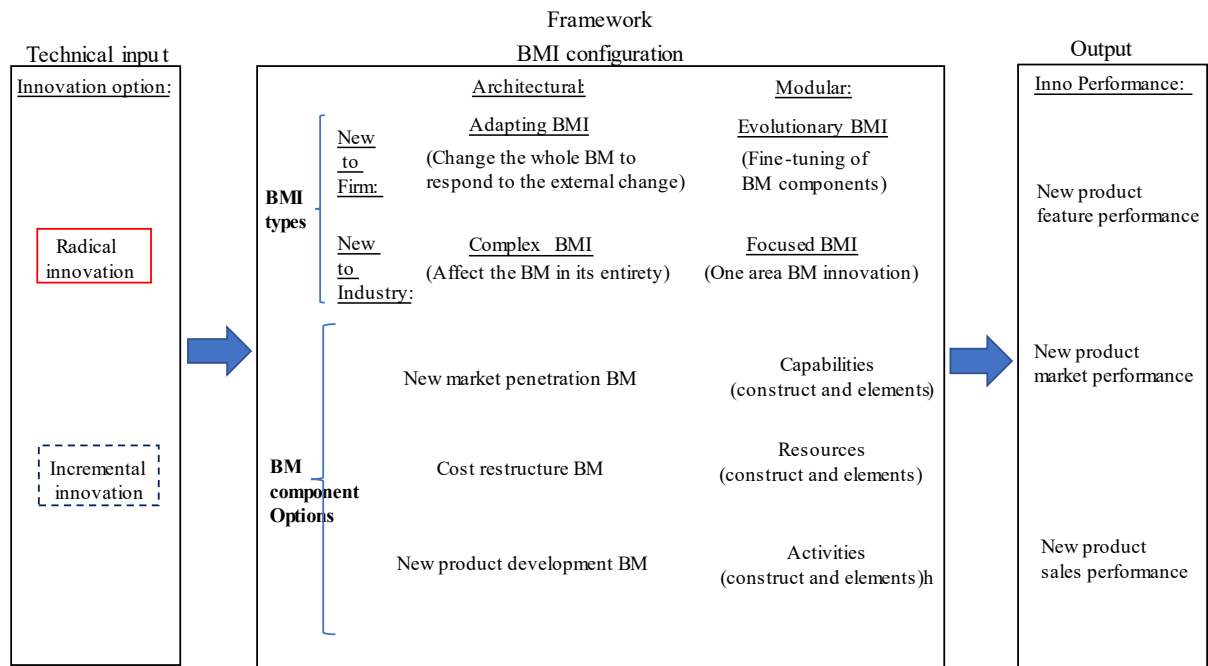 Framework
Technical input
BMI configuration
Output
Innovation option:
Radical
innovation
Incremental
innovation
Architectural:
Modular:
BMI
types
New
to
Firm:
Adapting BMI
(Change the whole BM to
respond to the external change)
Evolutionary BMI
(Fine-tuning of
BM components)
New
to
Industry:
Complex BMI
(Affect the BM in its entirety)
Focused BMI
(One area BM innovation)
BM
component
Options
New market penetration BM
Capabilities
(construct and elements)
Cost restructure BM
Resources
(construct and elements)
New product development BM
Activities
(construct and elements)h
Inno Performance:
New product
feature performance
New product
market performance
New product
sales performance